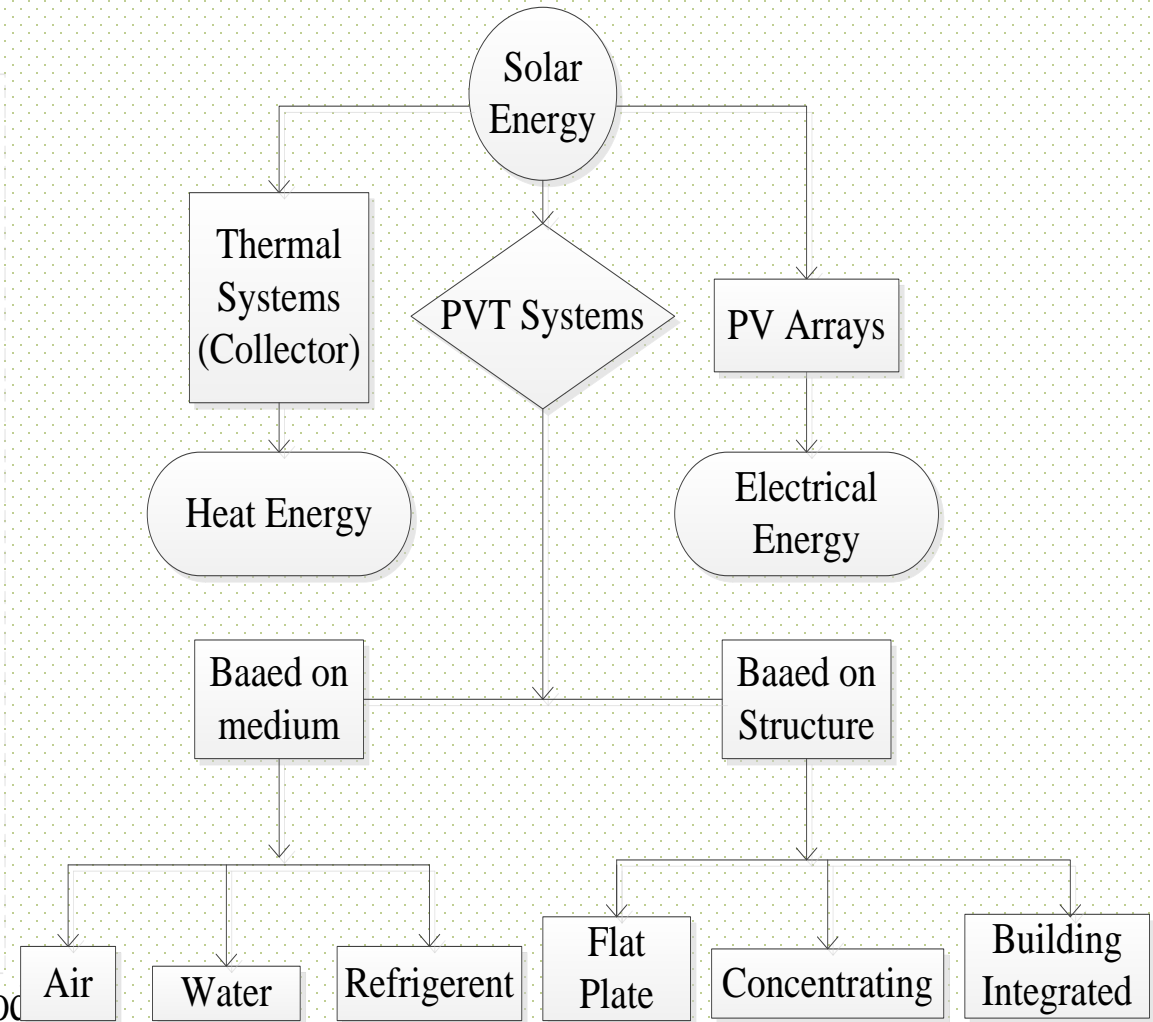 Solar
Energy
Thermal
Systems
(Collector)
PVT Systems
PV Arrays
Heat Energy
Electrical
Energy
Baaed on
medium
Baaed on
Structure
Air
Water
Refrigerent
Flat
Plate
Concentrating
Building
Integrated